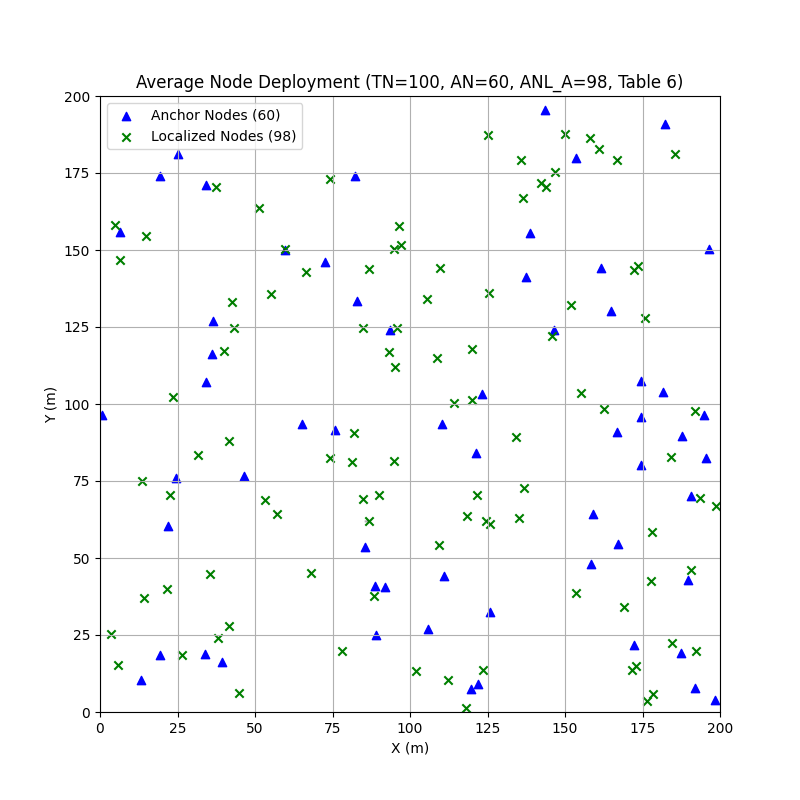 Average Node Deployment (TN=100, AN=60, ANL_A=98, Table 6)
Anchor Nodes (60)
Localized Nodes (98)
200
175
150
125
100
75
50
25
0
Y (m)
0 25 50 75 100 125 150 175 200
X (m)